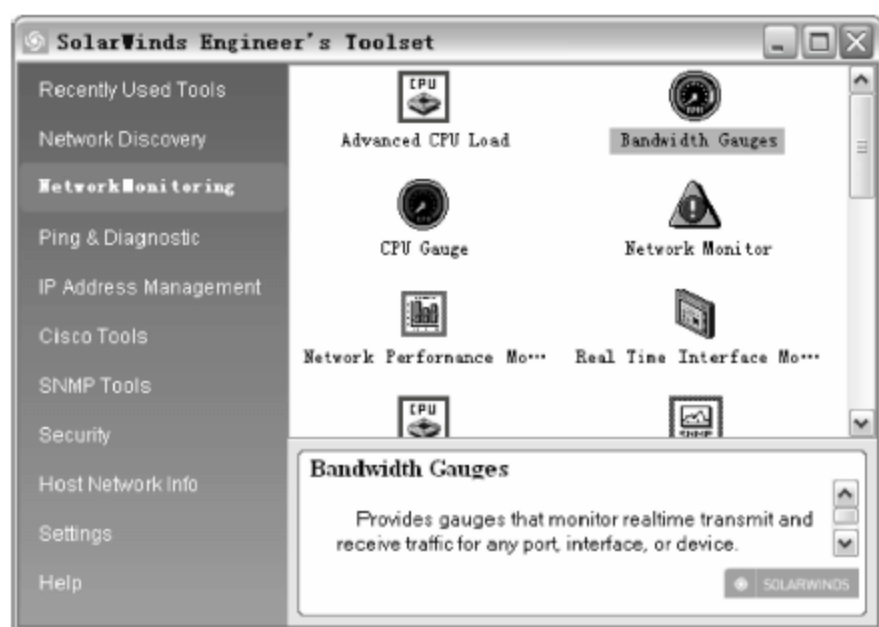 SolarWinds Engineer's Toolset
Recently Used Tools
Network Discovery
NetworkMonitoring
Ping & Diagnostic
IP Address Management
Cisco Tools
SNMP Tools
Security
Host Network Info
Settings
Help
CPU
Advanced CPU Load
Bandwidth Gauges
CPU Gauge
Network Monitor
Network Perfornance Mo···
Real Tine Interface Mo···
CPU
SNMP
Bandwidth Gauges
Provides gauges that monitor realtime transmit and
receive traffic for any port, interface, or device.
SOLARWINDS